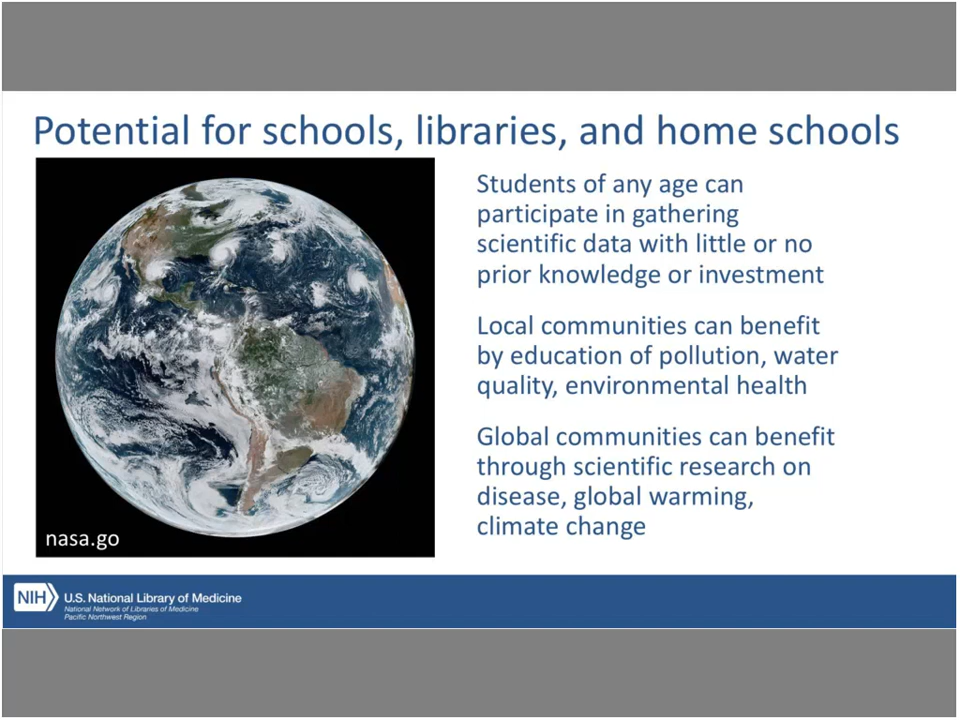 Potential for schools, libraries, and home schools
Students of any age can
participate in gathering
scientific data with little or no
prior knowledge or investment
Local communities can benefit
by education of pollution, water
quality, environmental health
Global communities can benefit
through scientific research on
disease, global warming,
climate change
nasa.go
NIH
U.S. National Library of Medicine
National Network of Libraries of Medicine
Pacific Northwest Region